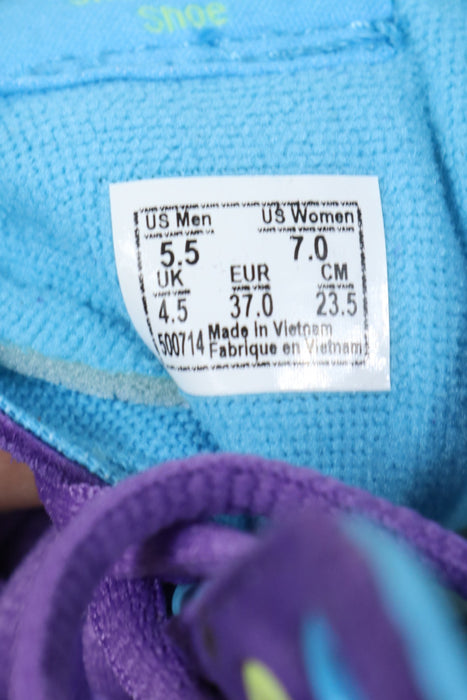 Shoe
US Men US Women
5.5 7.0
UK EUR CM
4.5 37.0 23.5
500714 Made in Vietnam
Fabrique en Vietnam